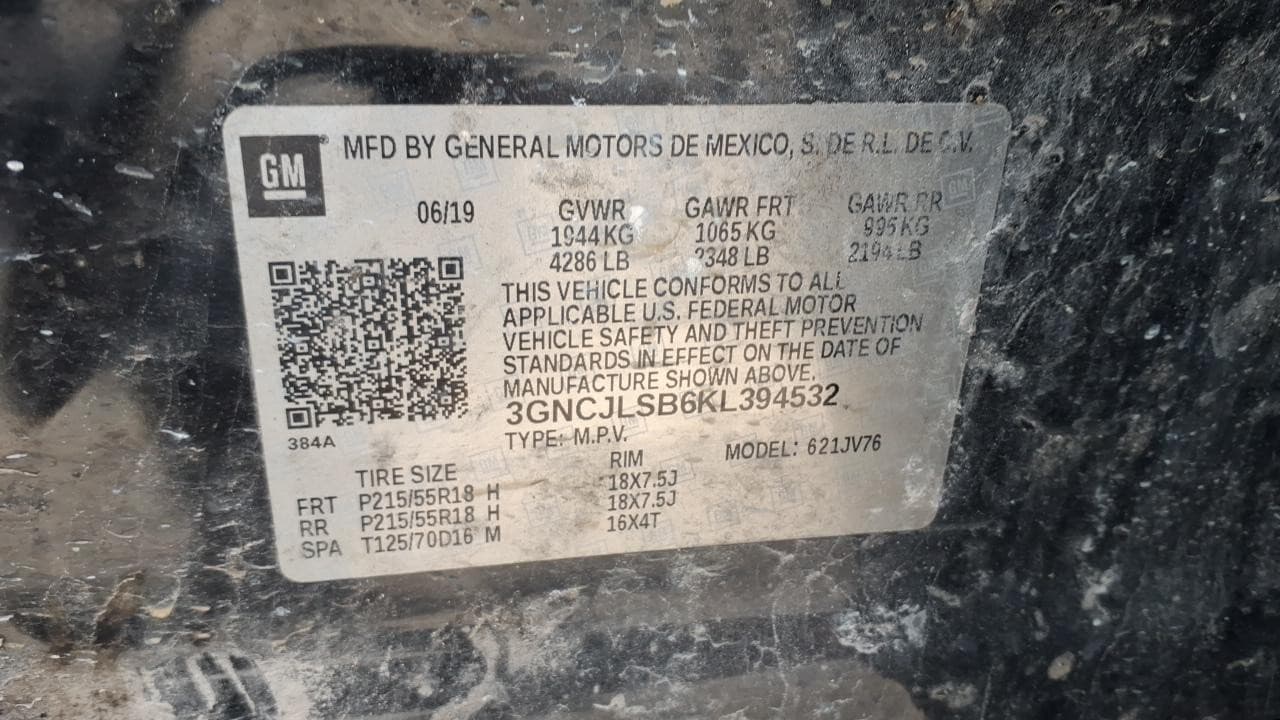 GM
MFD BY GENERAL MOTORS DE MEXICO, S. DE R.L. DE C.V.
06/19 GVWR GAWR FRT GAWR RR
1944 KG 1065 KG 995 KG
4286 LB 2348 LB 2194 LB
THIS VEHICLE CONFORMS TO ALL
APPLICABLE U.S. FEDERAL MOTOR
VEHICLE SAFETY AND THEFT PREVENTION
STANDARDS IN EFFECT ON THE DATE OF
MANUFACTURE SHOWN ABOVE.
3GNCJLSB6KL394532
384A
TYPE: M.P.V. MODEL: 621JV76
TIRE SIZE RIM
FRT P215/55R18 H 18X7.5J
RR P215/55R18 H 18X7.5J
SPA T125/70D16 M 16X4T